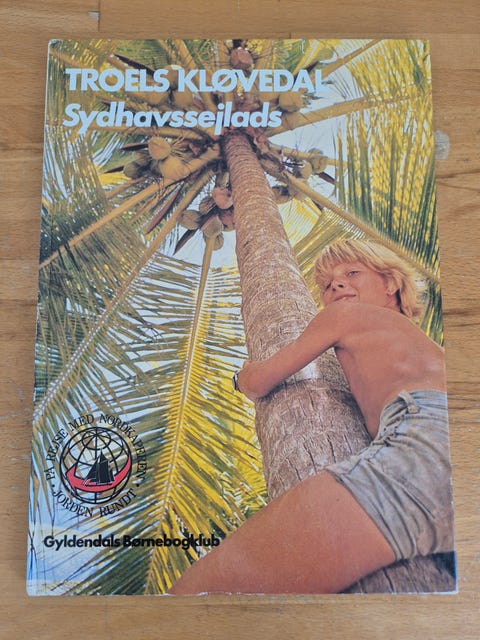 TROELS KLØVEDAL
Sydhavssejlads
PÅ REJSE MED NORDKAPEREN
JORDEN RUNDT
Gyldendals Børnebogklub